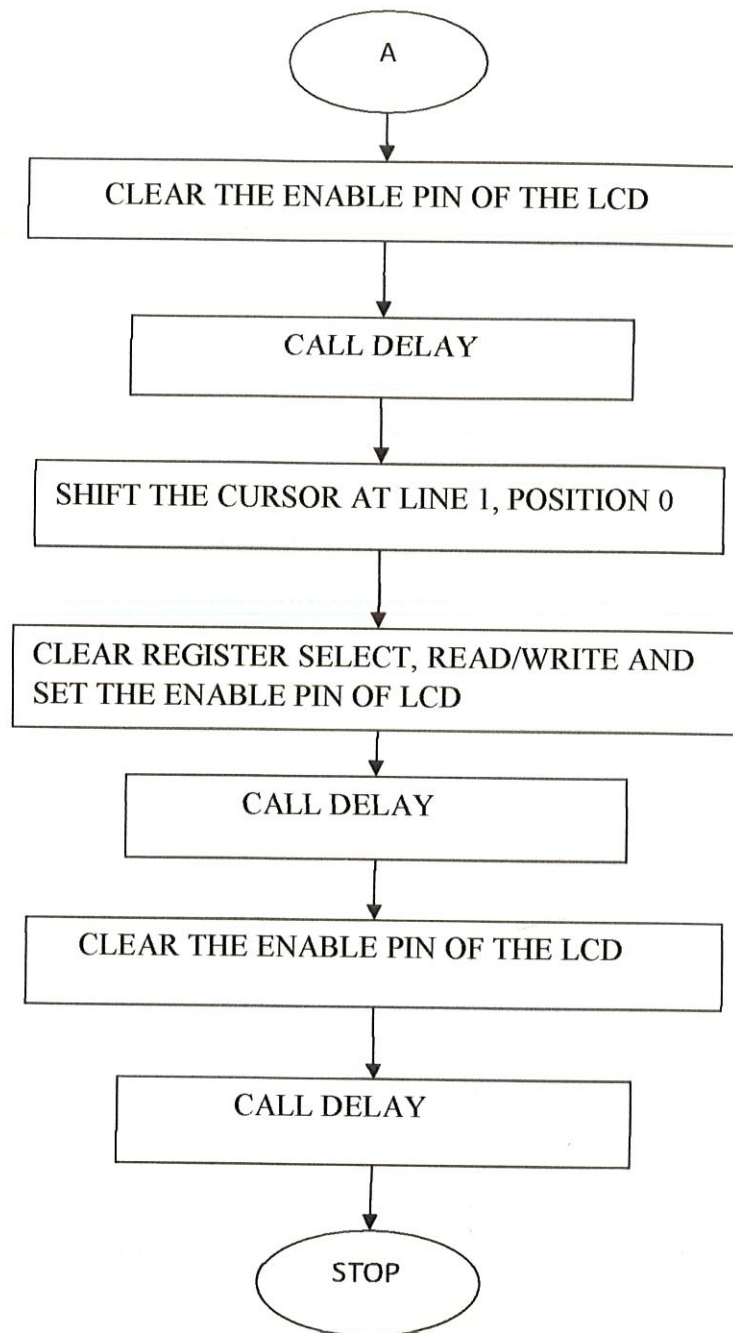 A
CLEAR THE ENABLE PIN OF THE LCD
CALL DELAY
SHIFT THE CURSOR AT LINE 1, POSITION 0
CLEAR REGISTER SELECT, READ/WRITE AND
SET THE ENABLE PIN OF LCD
CALL DELAY
CLEAR THE ENABLE PIN OF THE LCD
CALL DELAY
STOP